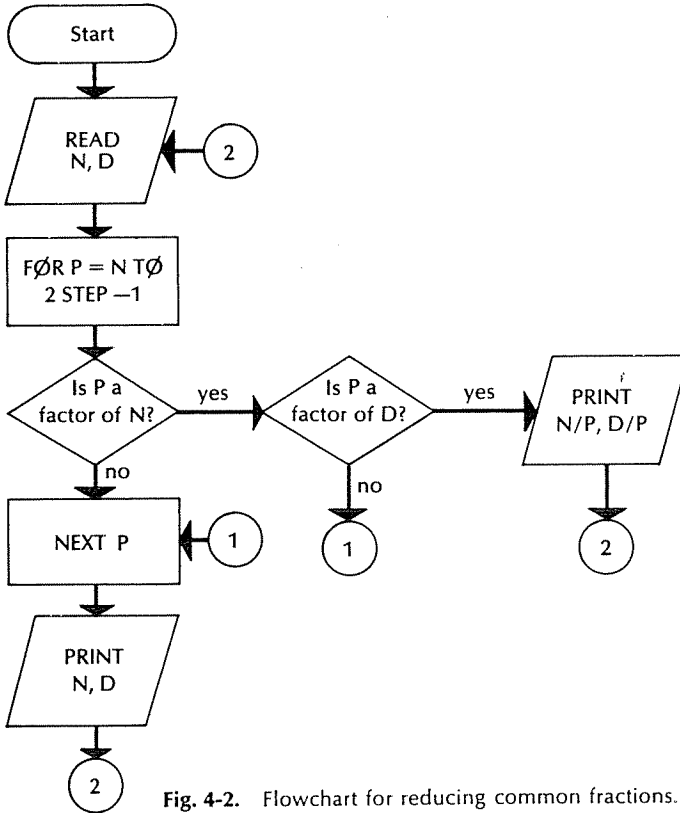 Start
READ
N, D
2
FØR P = N TØ
2 STEP −1
Is P a
factor of N?
yes
Is P a
factor of D?
yes
PRINT
N/P, D/P
no
no
NEXT P
1
1
2
PRINT
N, D
2
Fig. 4-2. Flowchart for reducing common fractions.